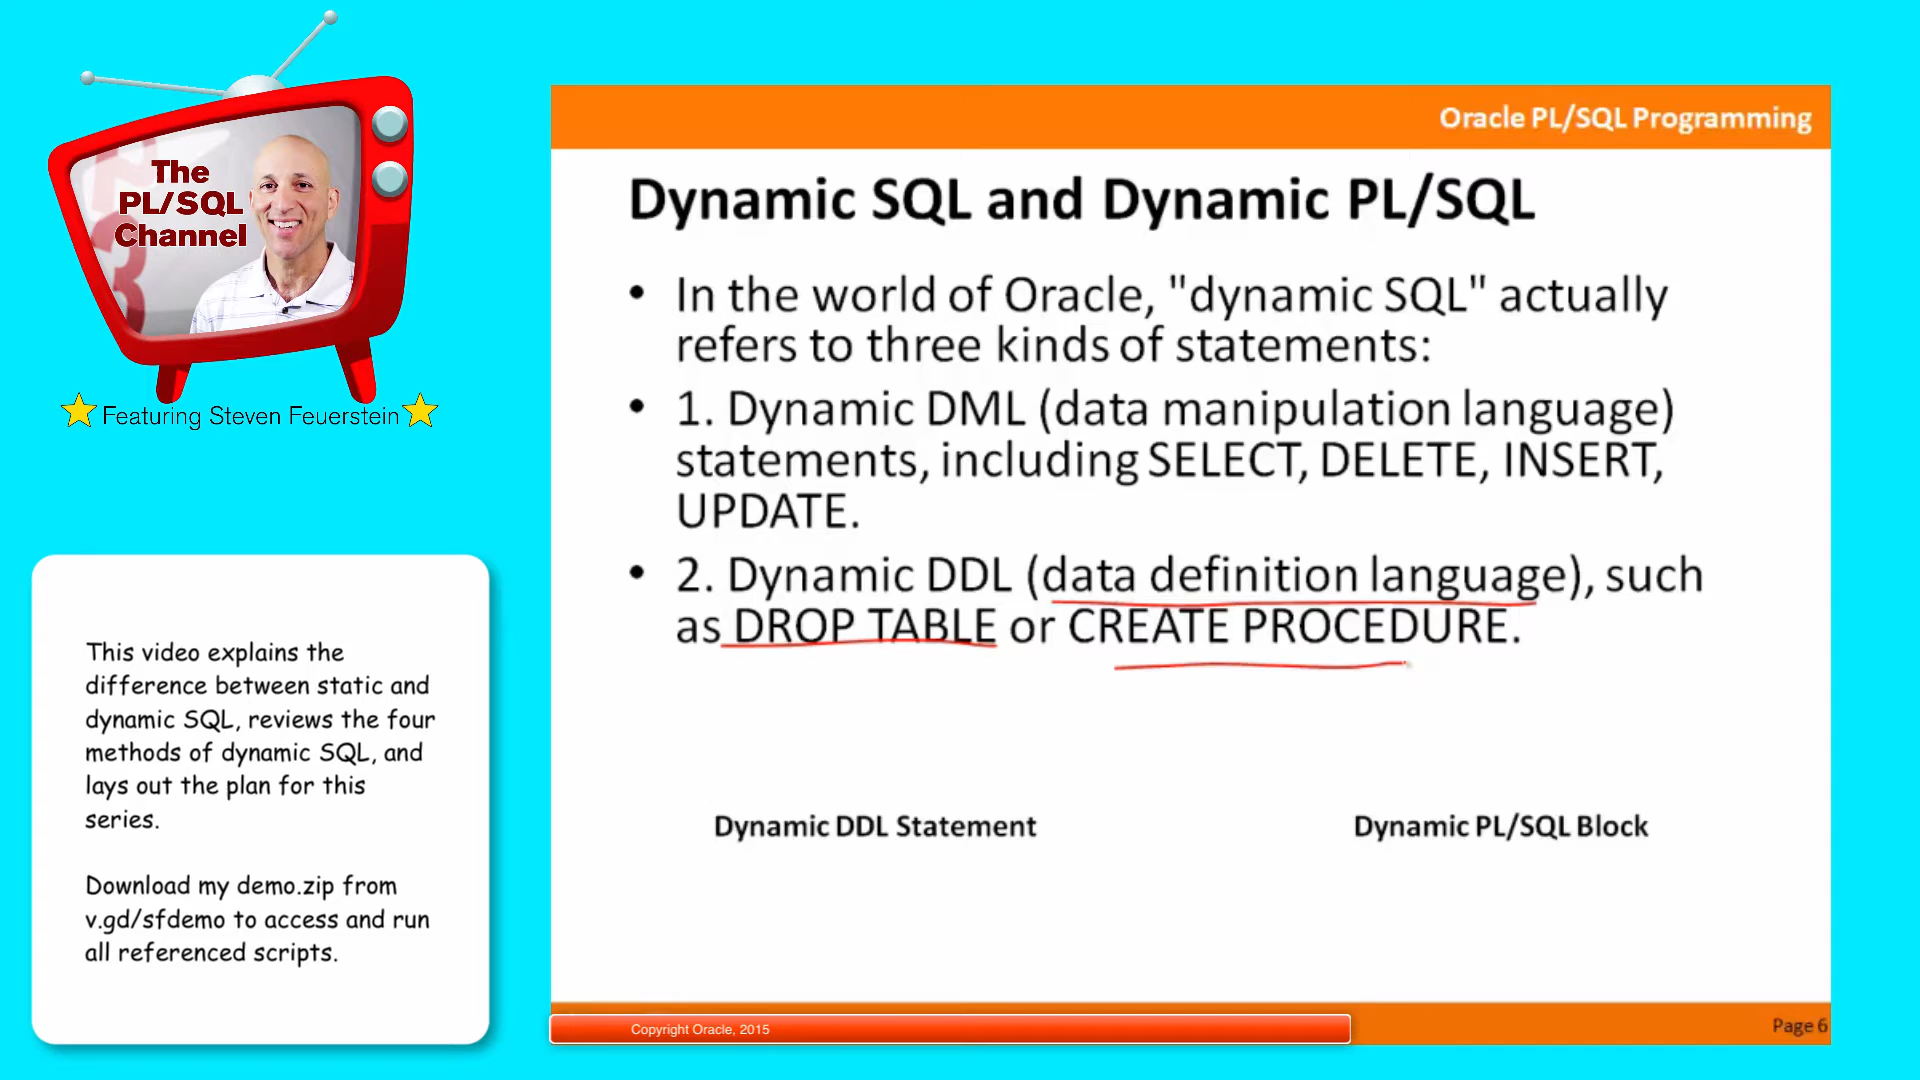 The
PL/SQL
Channel
Featuring Steven Feuerstein
This video explains the
difference between static and
dynamic SQL, reviews the four
methods of dynamic SQL, and
lays out the plan for this
series.
Download my demo.zip from
v.gd/sfdemo to access and run
all referenced scripts.
Oracle PL/SQL Programming
Dynamic SQL and Dynamic PL/SQL
• In the world of Oracle, "dynamic SQL" actually
refers to three kinds of statements:
• 1. Dynamic DML (data manipulation language)
statements, including SELECT, DELETE, INSERT,
UPDATE.
• 2. Dynamic DDL (data definition language), such
as DROP TABLE or CREATE PROCEDURE.
Dynamic DDL Statement
Dynamic PL/SQL Block
Copyright Oracle, 2015
Page 6